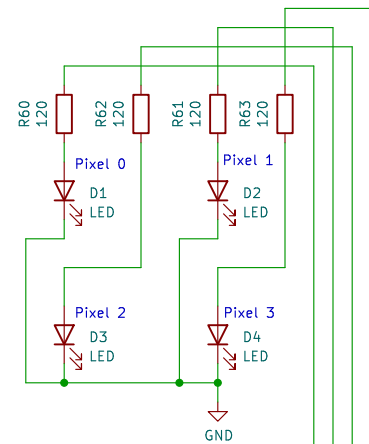 R60
120
R62
120
R61
120
R63
120
Pixel 0
D1
LED
Pixel 1
D2
LED
Pixel 2
D3
LED
Pixel 3
D4
LED
GND